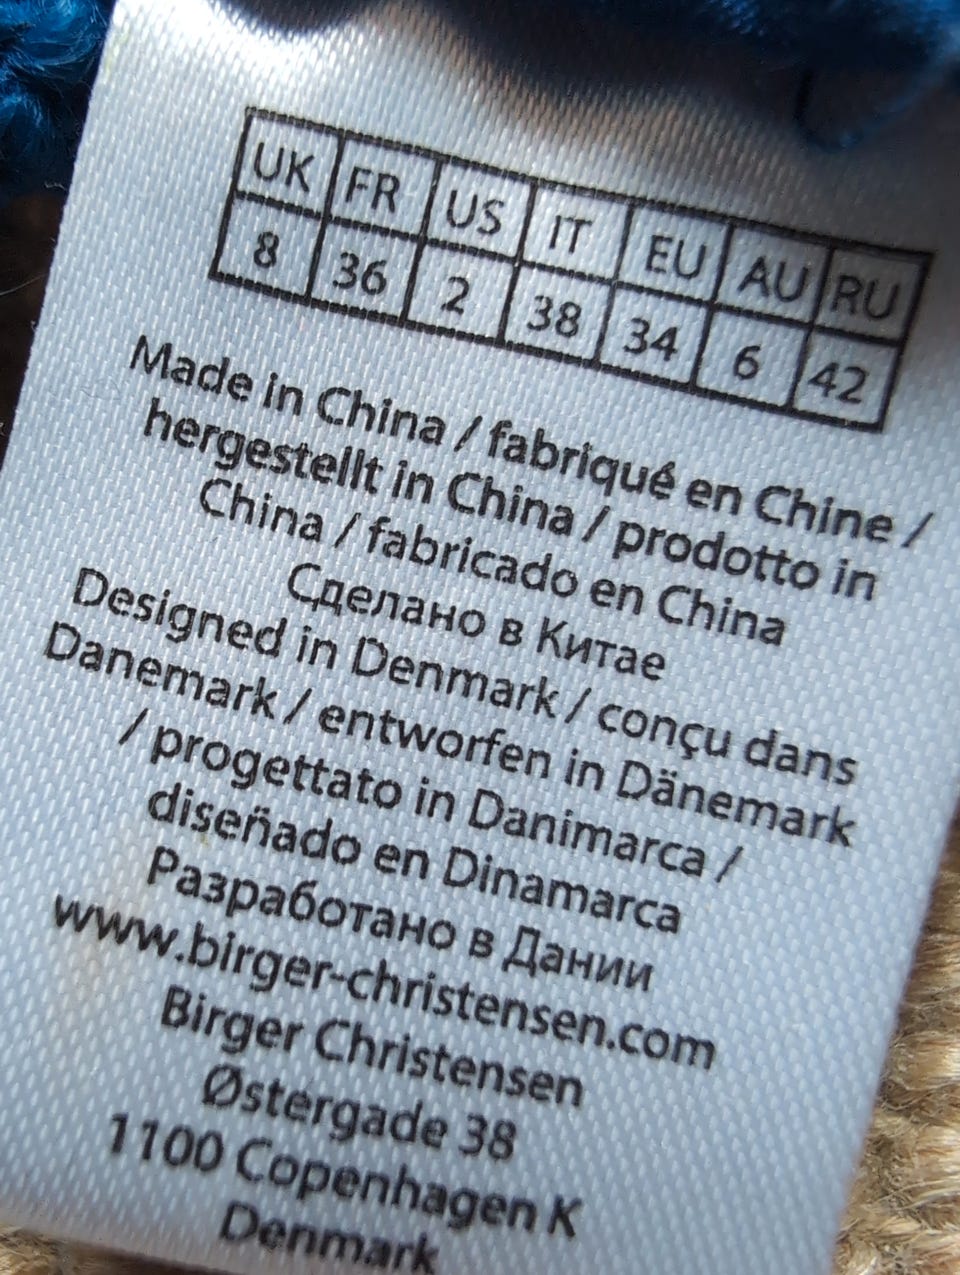 UK FR US IT EU AU RU
8 36 2 38 34 6 42
Made in China / fabriqué en Chine /
hergestellt in China / prodotto in
China / fabricado en China
Сделано в Китае
Designed in Denmark / conçu dans
Danemark / entworfen in Dänemark
/ progettato in Danimarca /
diseñado en Dinamarca
Разработано в Дании
www.birger-christensen.com
Birger Christensen
Østergade 38
1100 Copenhagen K
Denmark